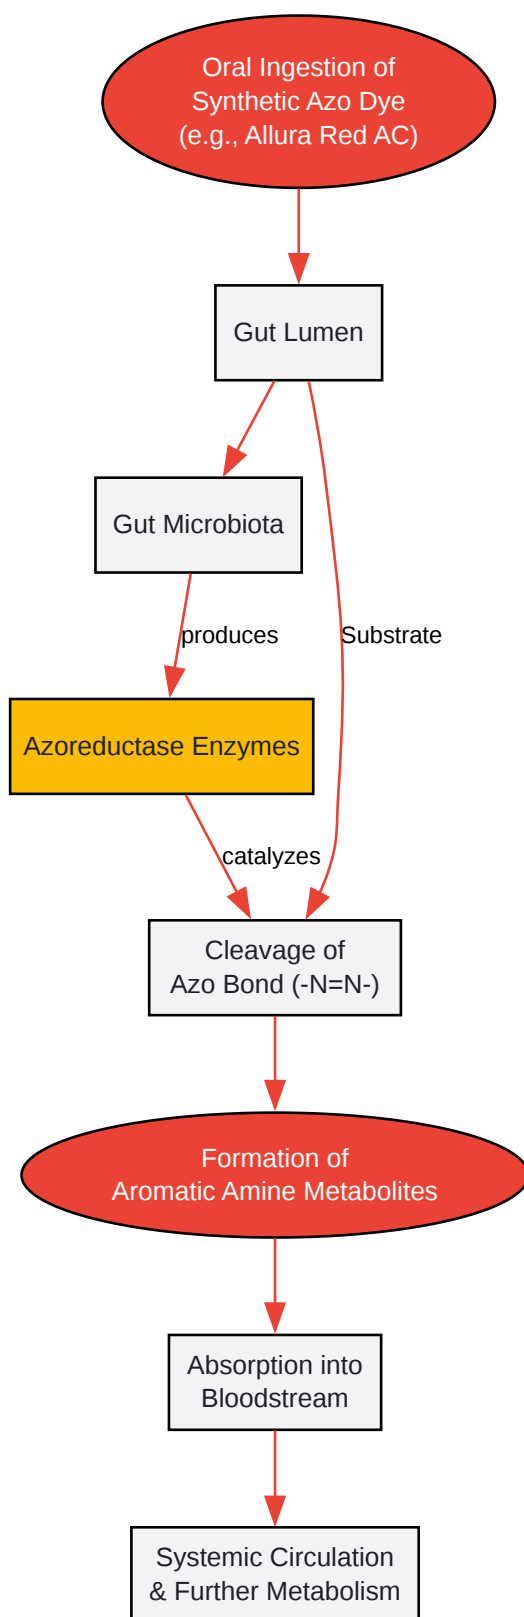 Oral Ingestion of
Synthetic Azo Dye
(e.g., Allura Red AC)
Gut Lumen
Gut Microbiota
produces
Substrate
Azoreductase Enzymes
catalyzes
Cleavage of
Azo Bond (-N=N-)
Formation of
Aromatic Amine Metabolites
Absorption into
Bloodstream
Systemic Circulation
& Further Metabolism